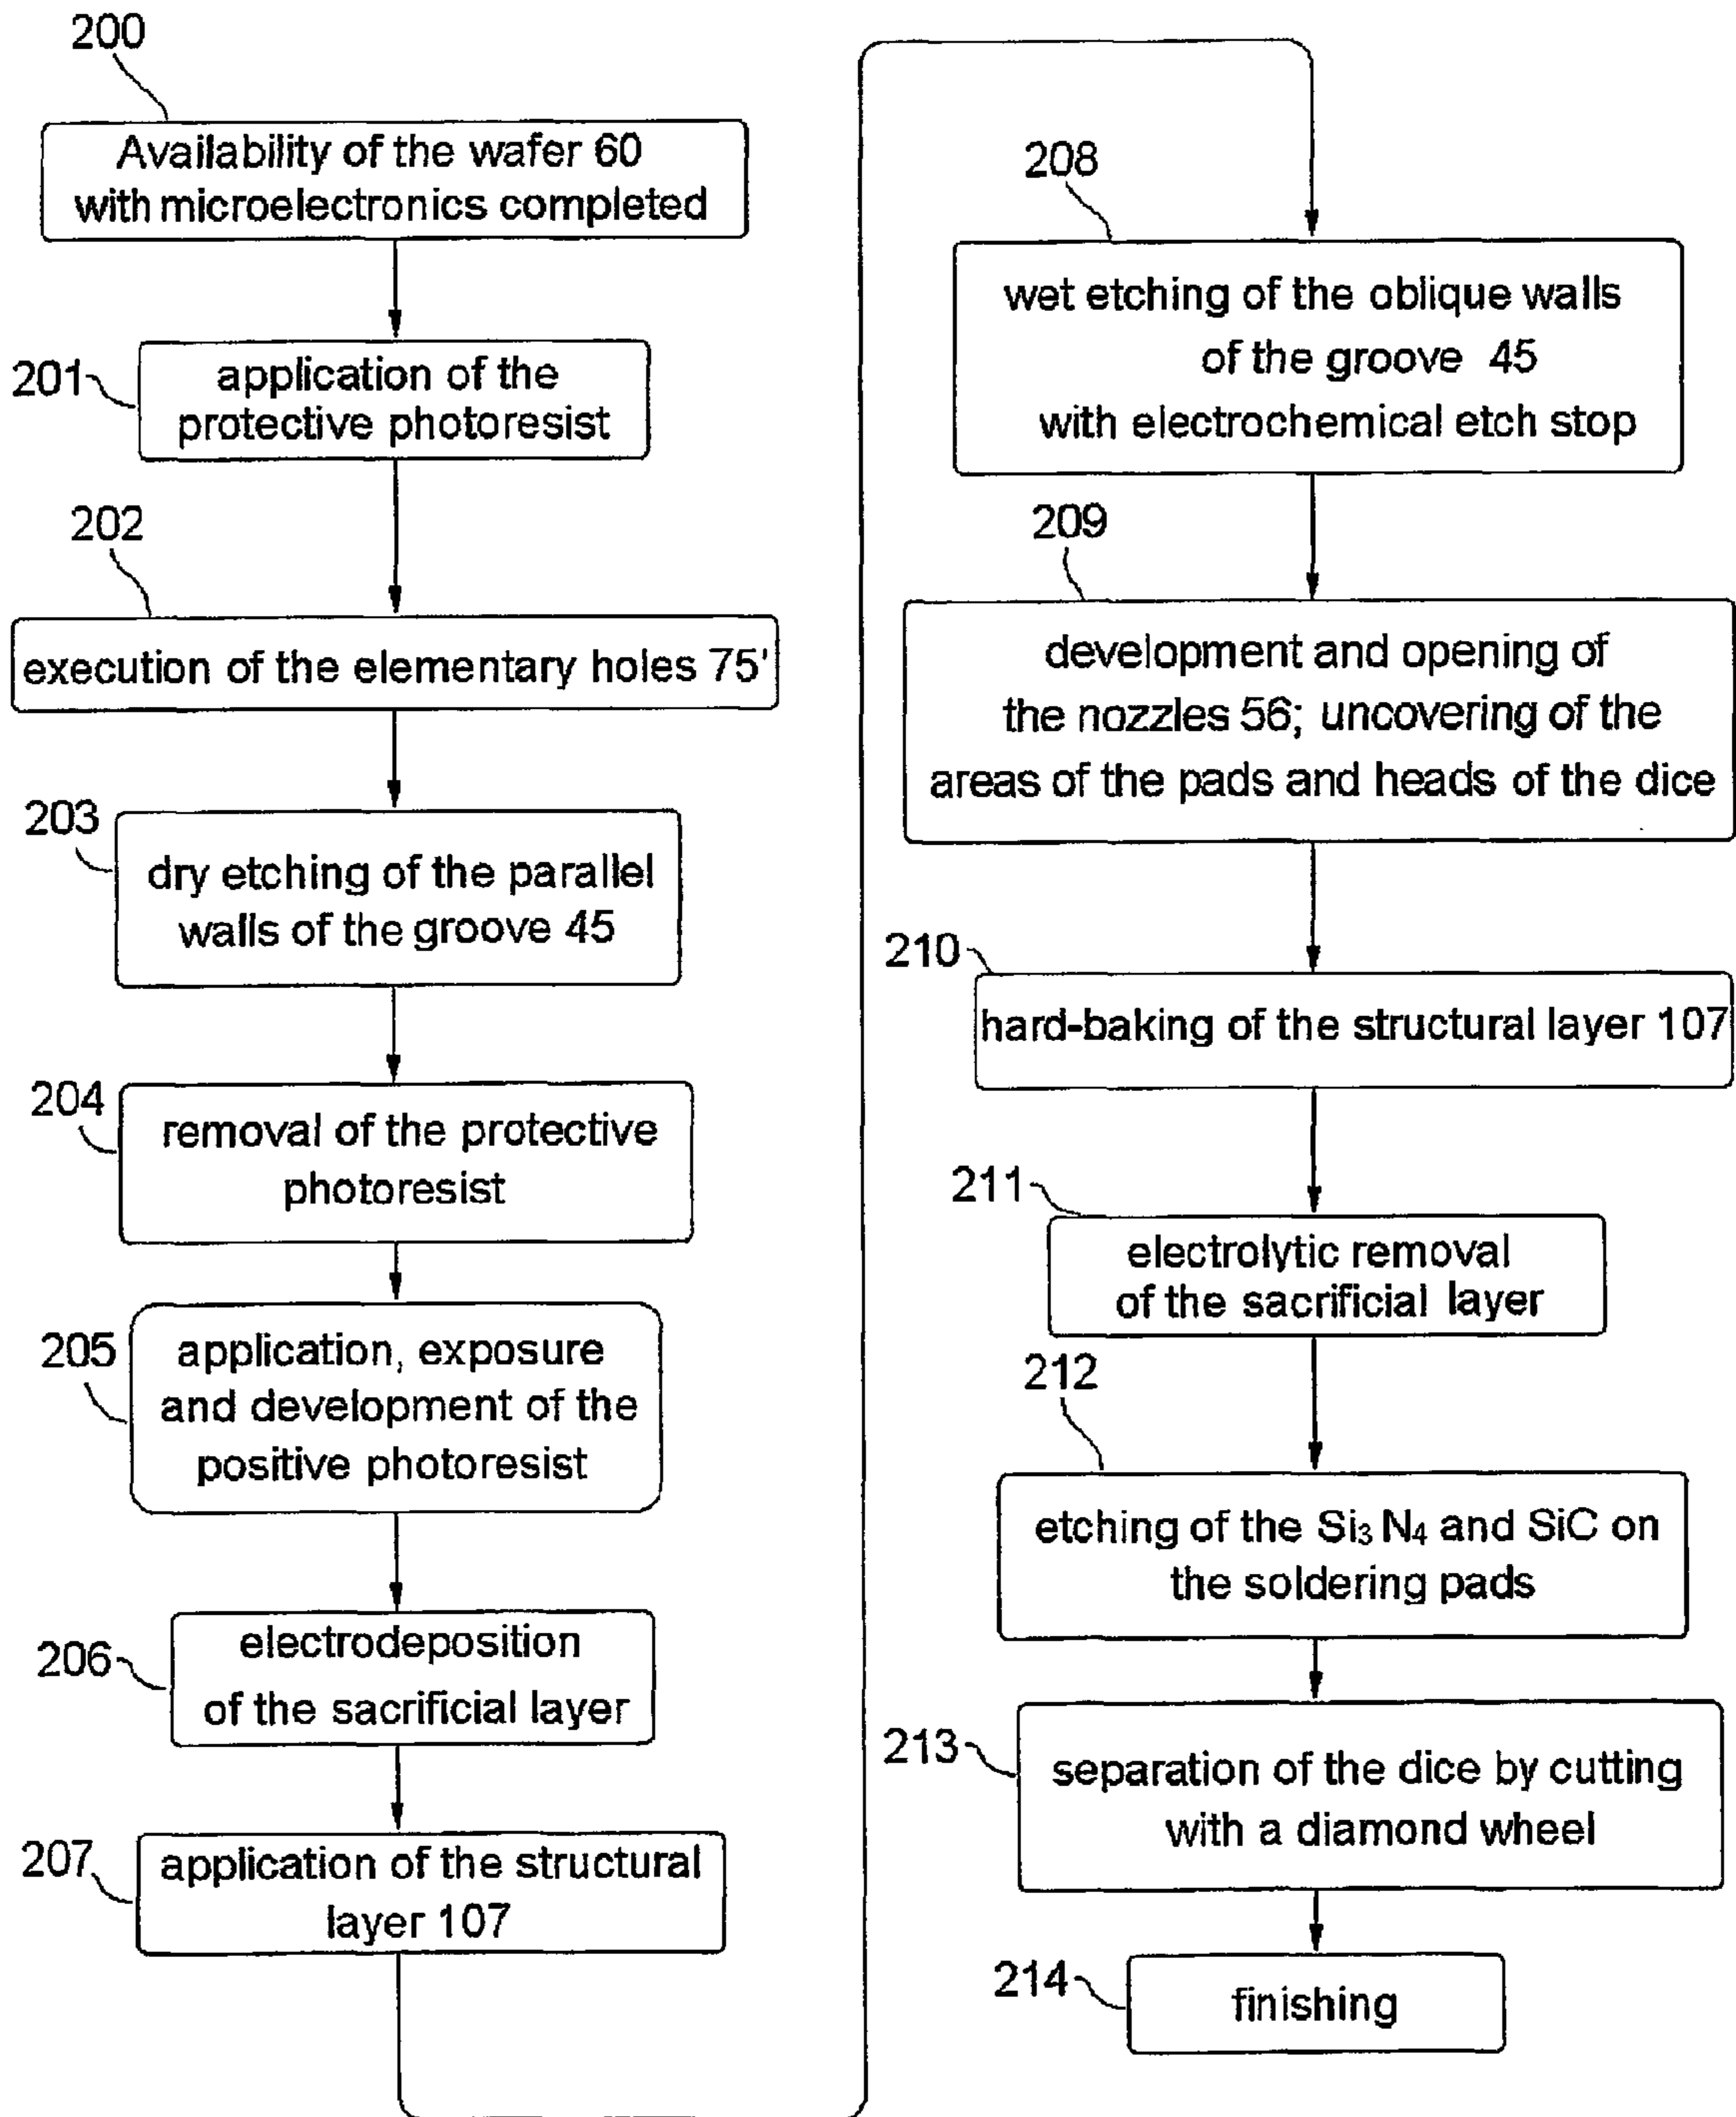 200
Availability of the wafer 60
with microelectronics completed
201
application of the
protective photoresist
202
execution of the elementary holes 75'
203
dry etching of the parallel
walls of the groove 45
204
removal of the protective
photoresist
205
application, exposure
and development of the
positive photoresist
206
electrodeposition
of the sacrificial layer
207
application of the structural
layer 107
208
wet etching of the oblique walls
of the groove 45
with electrochemical etch stop
209
development and opening of
the nozzles 56; uncovering of the
areas of the pads and heads of the dice
210
hard-baking of the structural layer 107
211
electrolytic removal
of the sacrificial layer
212
etching of the Si₃ N₄ and SiC on
the soldering pads
213
separation of the dice by cutting
with a diamond wheel
214
finishing